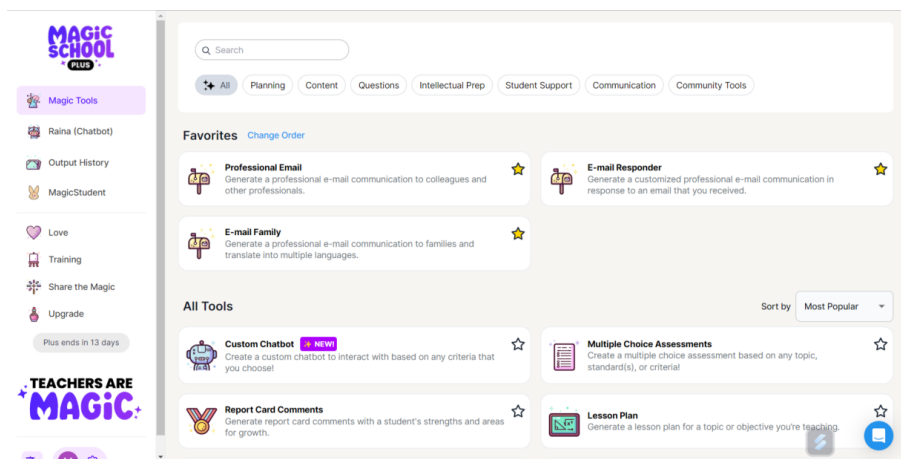 MAGiC
SCHOOL
PLUS
Magic Tools
Raina (Chatbot)
Output History
MagicStudent
Love
Training
Share the Magic
Upgrade
Plus ends in 13 days
TEACHERS ARE
MAGiC
Search
All
Planning
Content
Questions
Intellectual Prep
Student Support
Communication
Community Tools
Favorites
Change Order
Professional Email
Generate a professional e-mail communication to colleagues and
other professionals.
E-mail Responder
Generate a customized professional e-mail communication in
response to an email that you received.
E-mail Family
Generate a professional e-mail communication to families and
translate into multiple languages.
All Tools
Sort by
Most Popular
Custom Chatbot
NEW!
Create a custom chatbot to interact with based on any criteria that
you choose!
Multiple Choice Assessments
Create a multiple choice assessment based on any topic,
standard(s), or criteria!
Report Card Comments
Generate report card comments with a student's strengths and areas
for growth.
Lesson Plan
Generate a lesson plan for a topic or objective you're teaching.